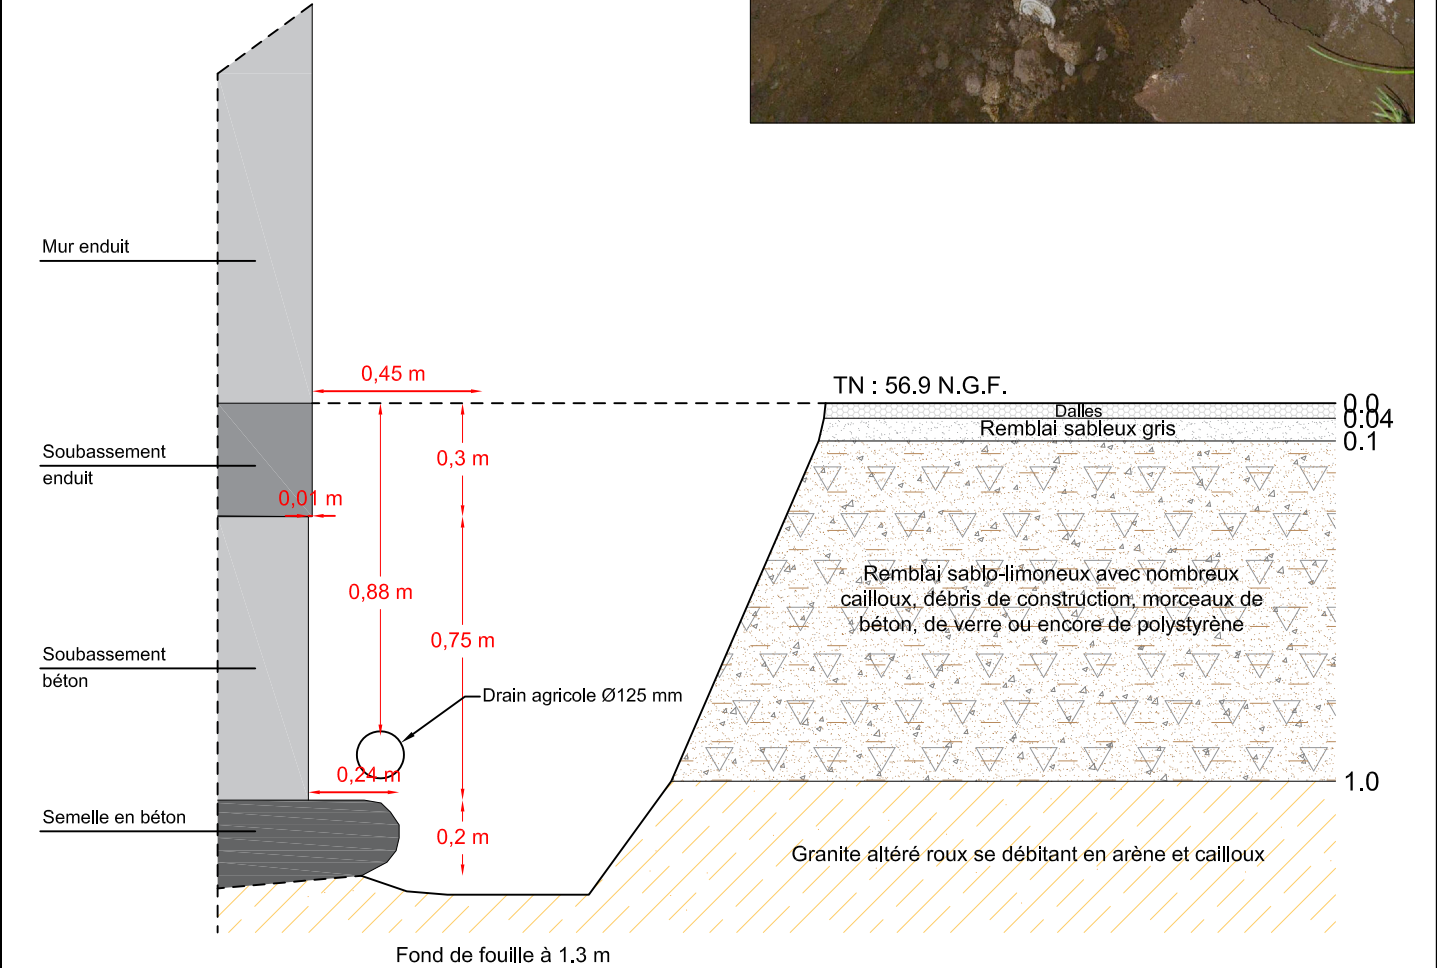 Mur enduit
0,45 m
TN : 56.9 N.G.F.
0.0
Dalles
0.04
Remblai sableux gris
0.1
Soubassement
enduit
0,3 m
0,01 m
0,88 m
Remblai sablo-limoneux avec nombreux
cailloux, débris de construction, morceaux de
béton, de verre ou encore de polystyrène
0,75 m
Soubassement
béton
Drain agricole Ø125 mm
0,24 m
1.0
Semelle en béton
0,2 m
Granite altéré roux se débitant en arène et cailloux
Fond de fouille à 1.3 m